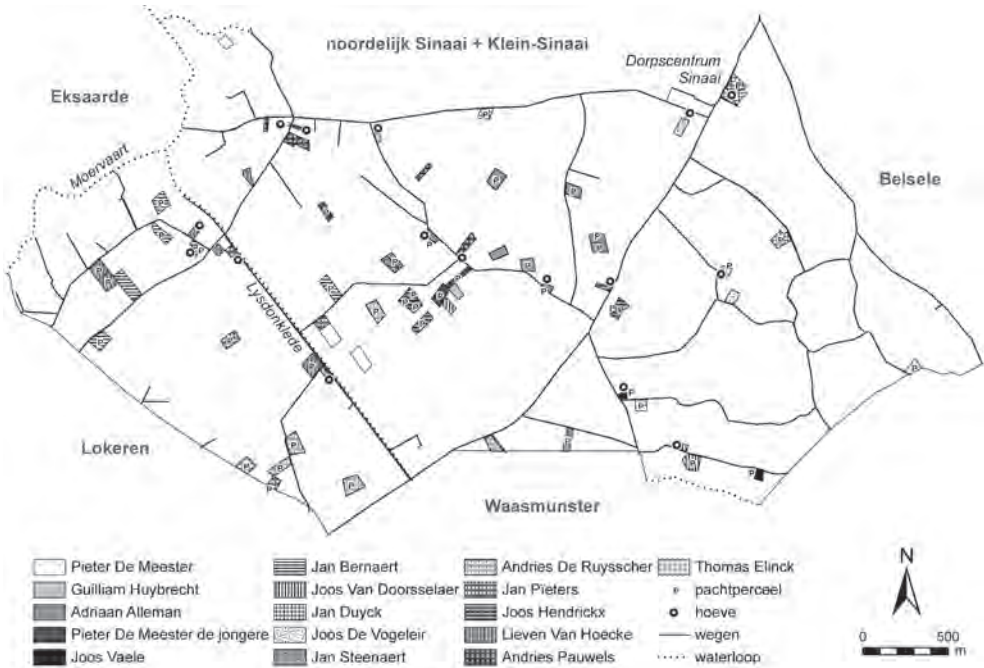 noordelijk Sinaai + Klein-Sinaai
Dorpscentrum
Sinaai
Eksaarde
Moervaart
Belsele
Lysdonklede
Lokeren
Waasmunster
Pieter De Meester
Guilliam Huybrecht
Adriaan Alleman
Pieter De Meester de jongere
Joos Vaele
Jan Bernaert
Joos Van Doorsselaer
Jan Duyck
Joos De Vogeleir
Jan Steenaert
Andries De Ruysscher
Jan Pieters
Joos Hendrickx
Lieven Van Hoecke
Andries Pauwels
Thomas Elinck
P pachtperceel
hoeve
wegen
waterloop
N
0 500
m